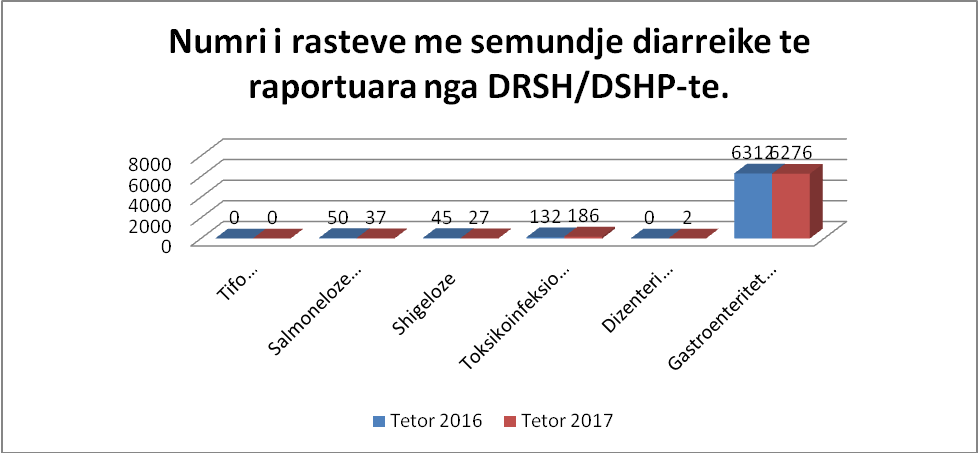 Numri i rasteve me semundje diarreike te
raportuara nga DRSH/DSHP-te.
8000
6000
4000
2000
0
0 0
50 37
45 27
132 186
0 2
6312 6276
Tifo...
Salmoneloze...
Shigeloze
Toksikoinfeksio...
Dizenteri...
Gastroenteritet...
Tetor 2016
Tetor 2017